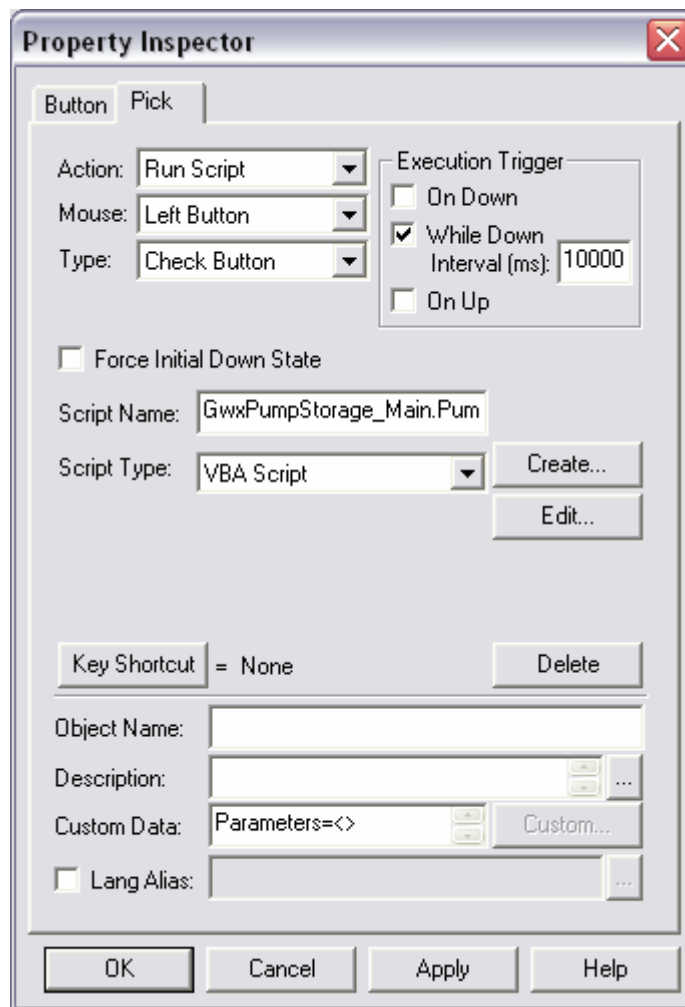 Property Inspector
Button Pick
Action: Run Script
Mouse: Left Button
Type: Check Button
Execution Trigger
On Down
While Down
Interval (ms): 10000
On Up
Force Initial Down State
Script Name: GwxPumpStorage_Main.Pum
Script Type: VBA Script
Create...
Edit...
Key Shortcut = None
Delete
Object Name:
Description: ...
Custom Data: Parameters=<> Custom...
Lang Alias: ...
OK Cancel Apply Help